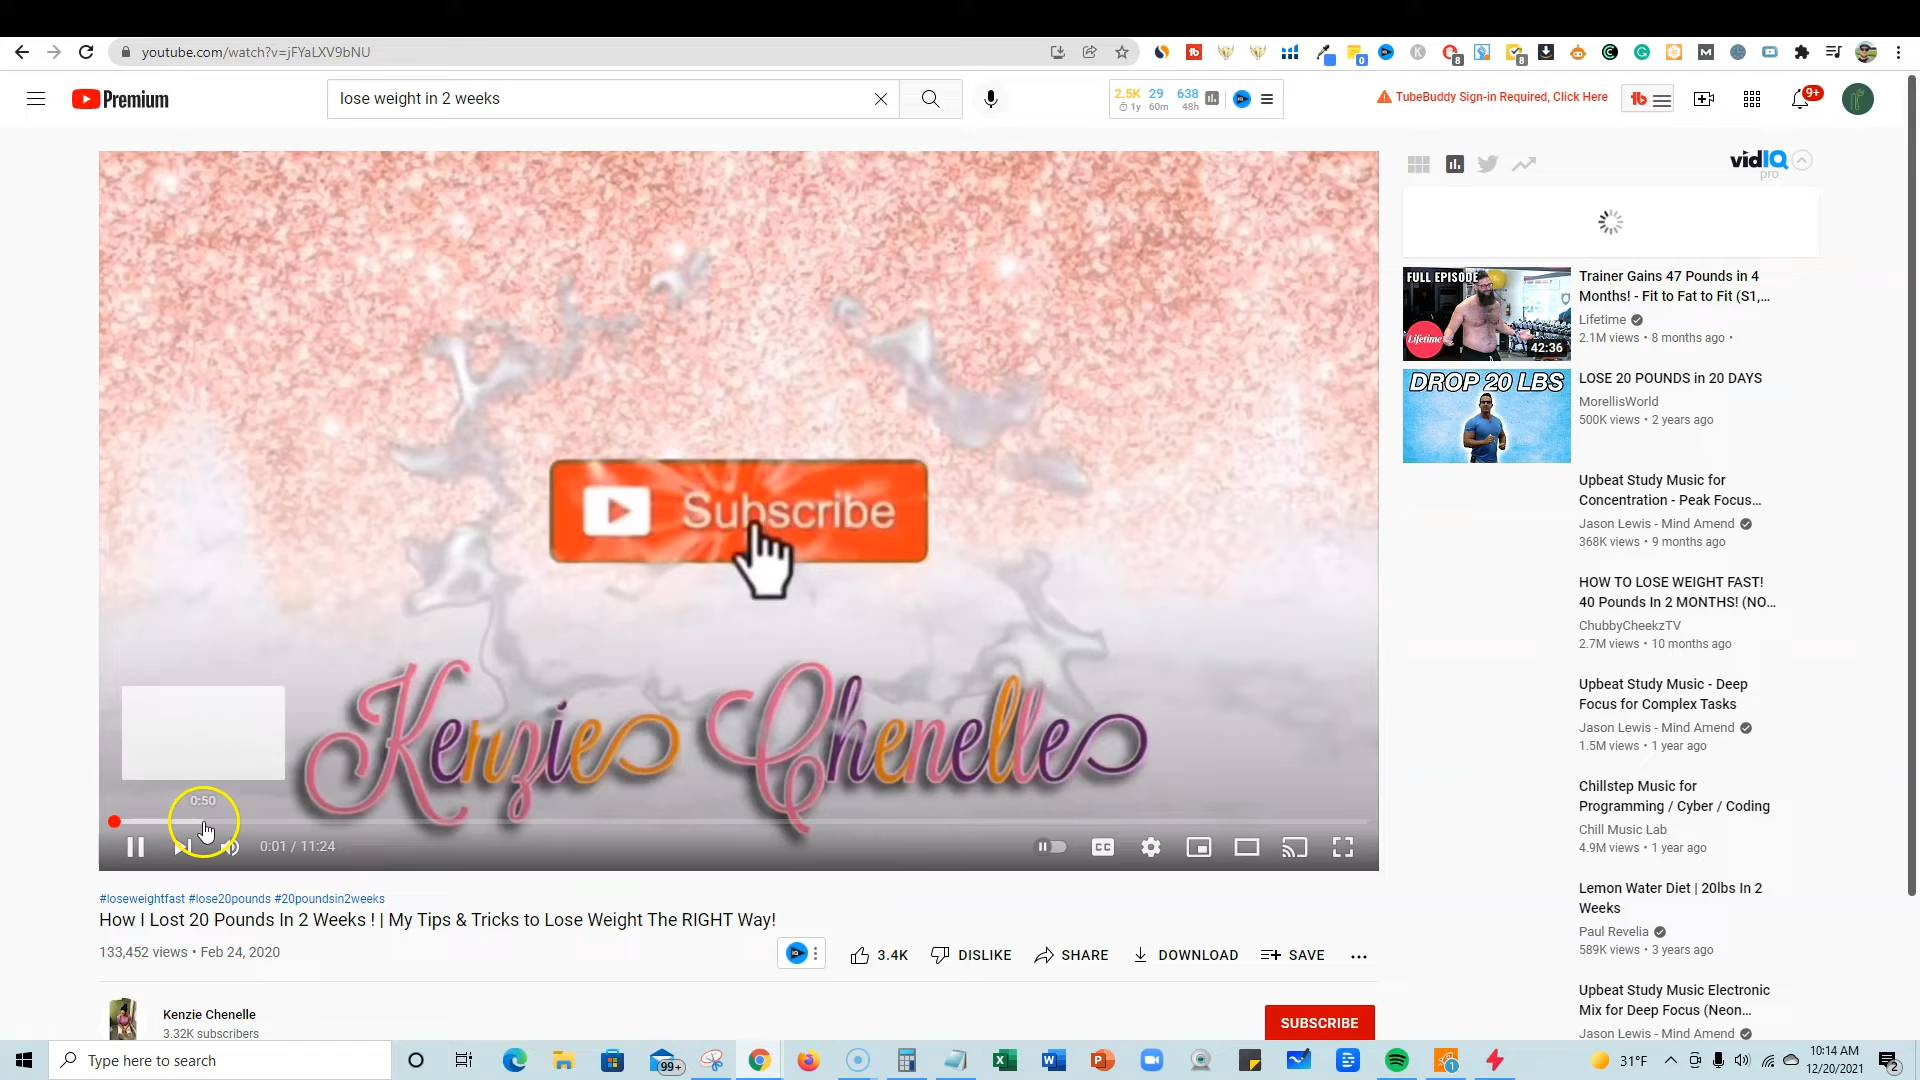 youtube.com/watch?v=jFYaLXV9bNU
8
0
8
Premium
lose weight in 2 weeks
2.5K 29 638
1y 60m 48h
TubeBuddy Sign-in Required, Click Here
9+
vidIQ
pro
Subscribe
Kenzie Chenelle
0:50
0:01 / 11:24
CC
#loseweightfast #lose20pounds #20poundsin2weeks
How I Lost 20 Pounds In 2 Weeks ! | My Tips & Tricks to Lose Weight The RIGHT Way!
133,452 views • Feb 24, 2020
3.4K
DISLIKE
SHARE
DOWNLOAD
SAVE
Kenzie Chenelle
3.32K subscribers
SUBSCRIBE
FULL EPISODE
Lifetime
42:36
Trainer Gains 47 Pounds in 4
Months! - Fit to Fat to Fit (S1,...
Lifetime
2.1M views • 8 months ago •
DROP 20 LBS
LOSE 20 POUNDS in 20 DAYS
MorellisWorld
500K views • 2 years ago
Upbeat Study Music for
Concentration - Peak Focus...
Jason Lewis - Mind Amend
368K views • 9 months ago
HOW TO LOSE WEIGHT FAST!
40 Pounds In 2 MONTHS! (NO...
ChubbyCheekzTV
2.7M views • 10 months ago
Upbeat Study Music - Deep
Focus for Complex Tasks
Jason Lewis - Mind Amend
1.5M views • 1 year ago
Chillstep Music for
Programming / Cyber / Coding
Chill Music Lab
4.9M views • 1 year ago
Lemon Water Diet | 20lbs In 2
Weeks
Paul Revelia
589K views • 3 years ago
Upbeat Study Music Electronic
Mix for Deep Focus (Neon...
Jason Lewis - Mind Amend
Type here to search
99+
1
31°F
10:14 AM
12/20/2021
2